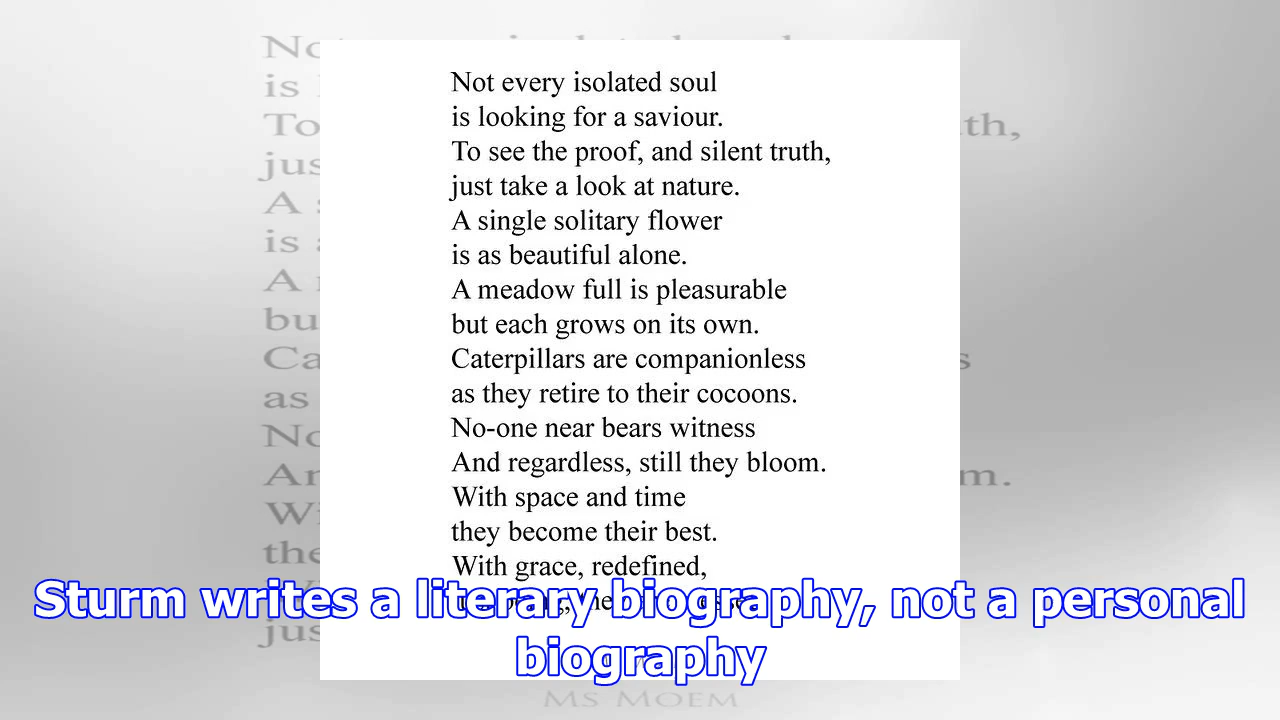 Not every isolated soul
is looking for a saviour.
To see the proof, and silent truth,
just take a look at nature.
A single solitary flower
is as beautiful alone.
A meadow full is pleasurable
but each grows on its own.
Caterpillars are companionless
as they retire to their cocoons.
No-one near bears witness
And regardless, still they bloom.
With space and time
they become their best.
With grace, redefined,
Sturm writes a literary biography, not a personal
biography
Ms Moem